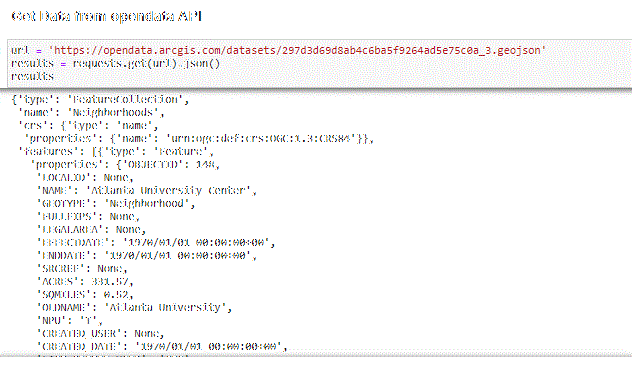 Get Data from opendata API
url = 'https://opendata.arcgis.com/datasets/297d3d69d8ab4c6ba5f9264ad5e75c0a_3.geojson'
results = requests.get(url).json()
results
{'type': 'FeatureCollection',
'name': 'Neighborhoods',
'crs': {'type': 'name',
'properties': {'name': 'urn:ogc:def:crs:OGC:1.3:CRS84'}},
'features': [{'type': 'Feature',
'properties': {'OBJECTID': 148,
'LOCALID': None,
'NAME': 'Atlanta University Center',
'GEOTYPE': 'Neighborhood',
'FULLFIPS': None,
'LEGALAREA': None,
'EFFECTDATE': '1970/01/01 00:00:00+00',
'ENDDATE': '1970/01/01 00:00:00+00',
'SRCREF': None,
'ACRES': 331.57,
'SQMILES': 0.52,
'OLDNAME': 'Atlanta University',
'NPU': 'T',
'CREATED_USER': None,
'CREATED_DATE': '1970/01/01 00:00:00+00',